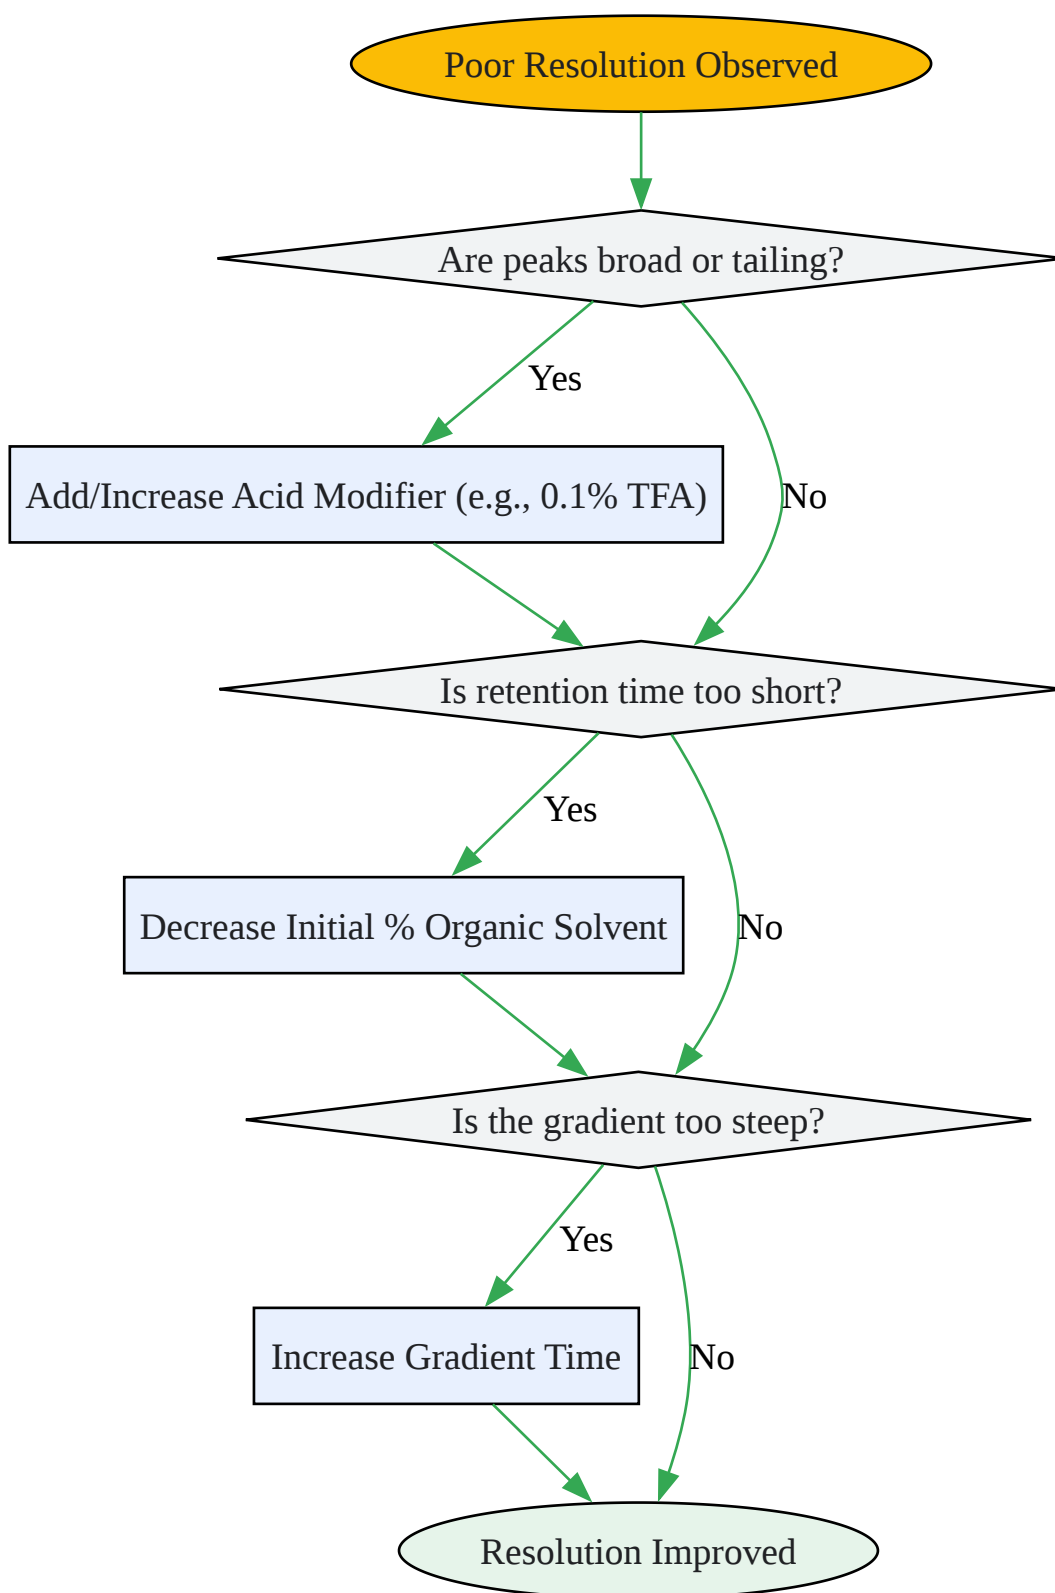 Poor Resolution Observed
Are peaks broad or tailing?
Yes
Add/Increase Acid Modifier (e.g., 0.1% TFA)
No
Is retention time too short?
Yes
Decrease Initial % Organic Solvent
No
Is the gradient too steep?
Yes
Increase Gradient Time
No
Resolution Improved